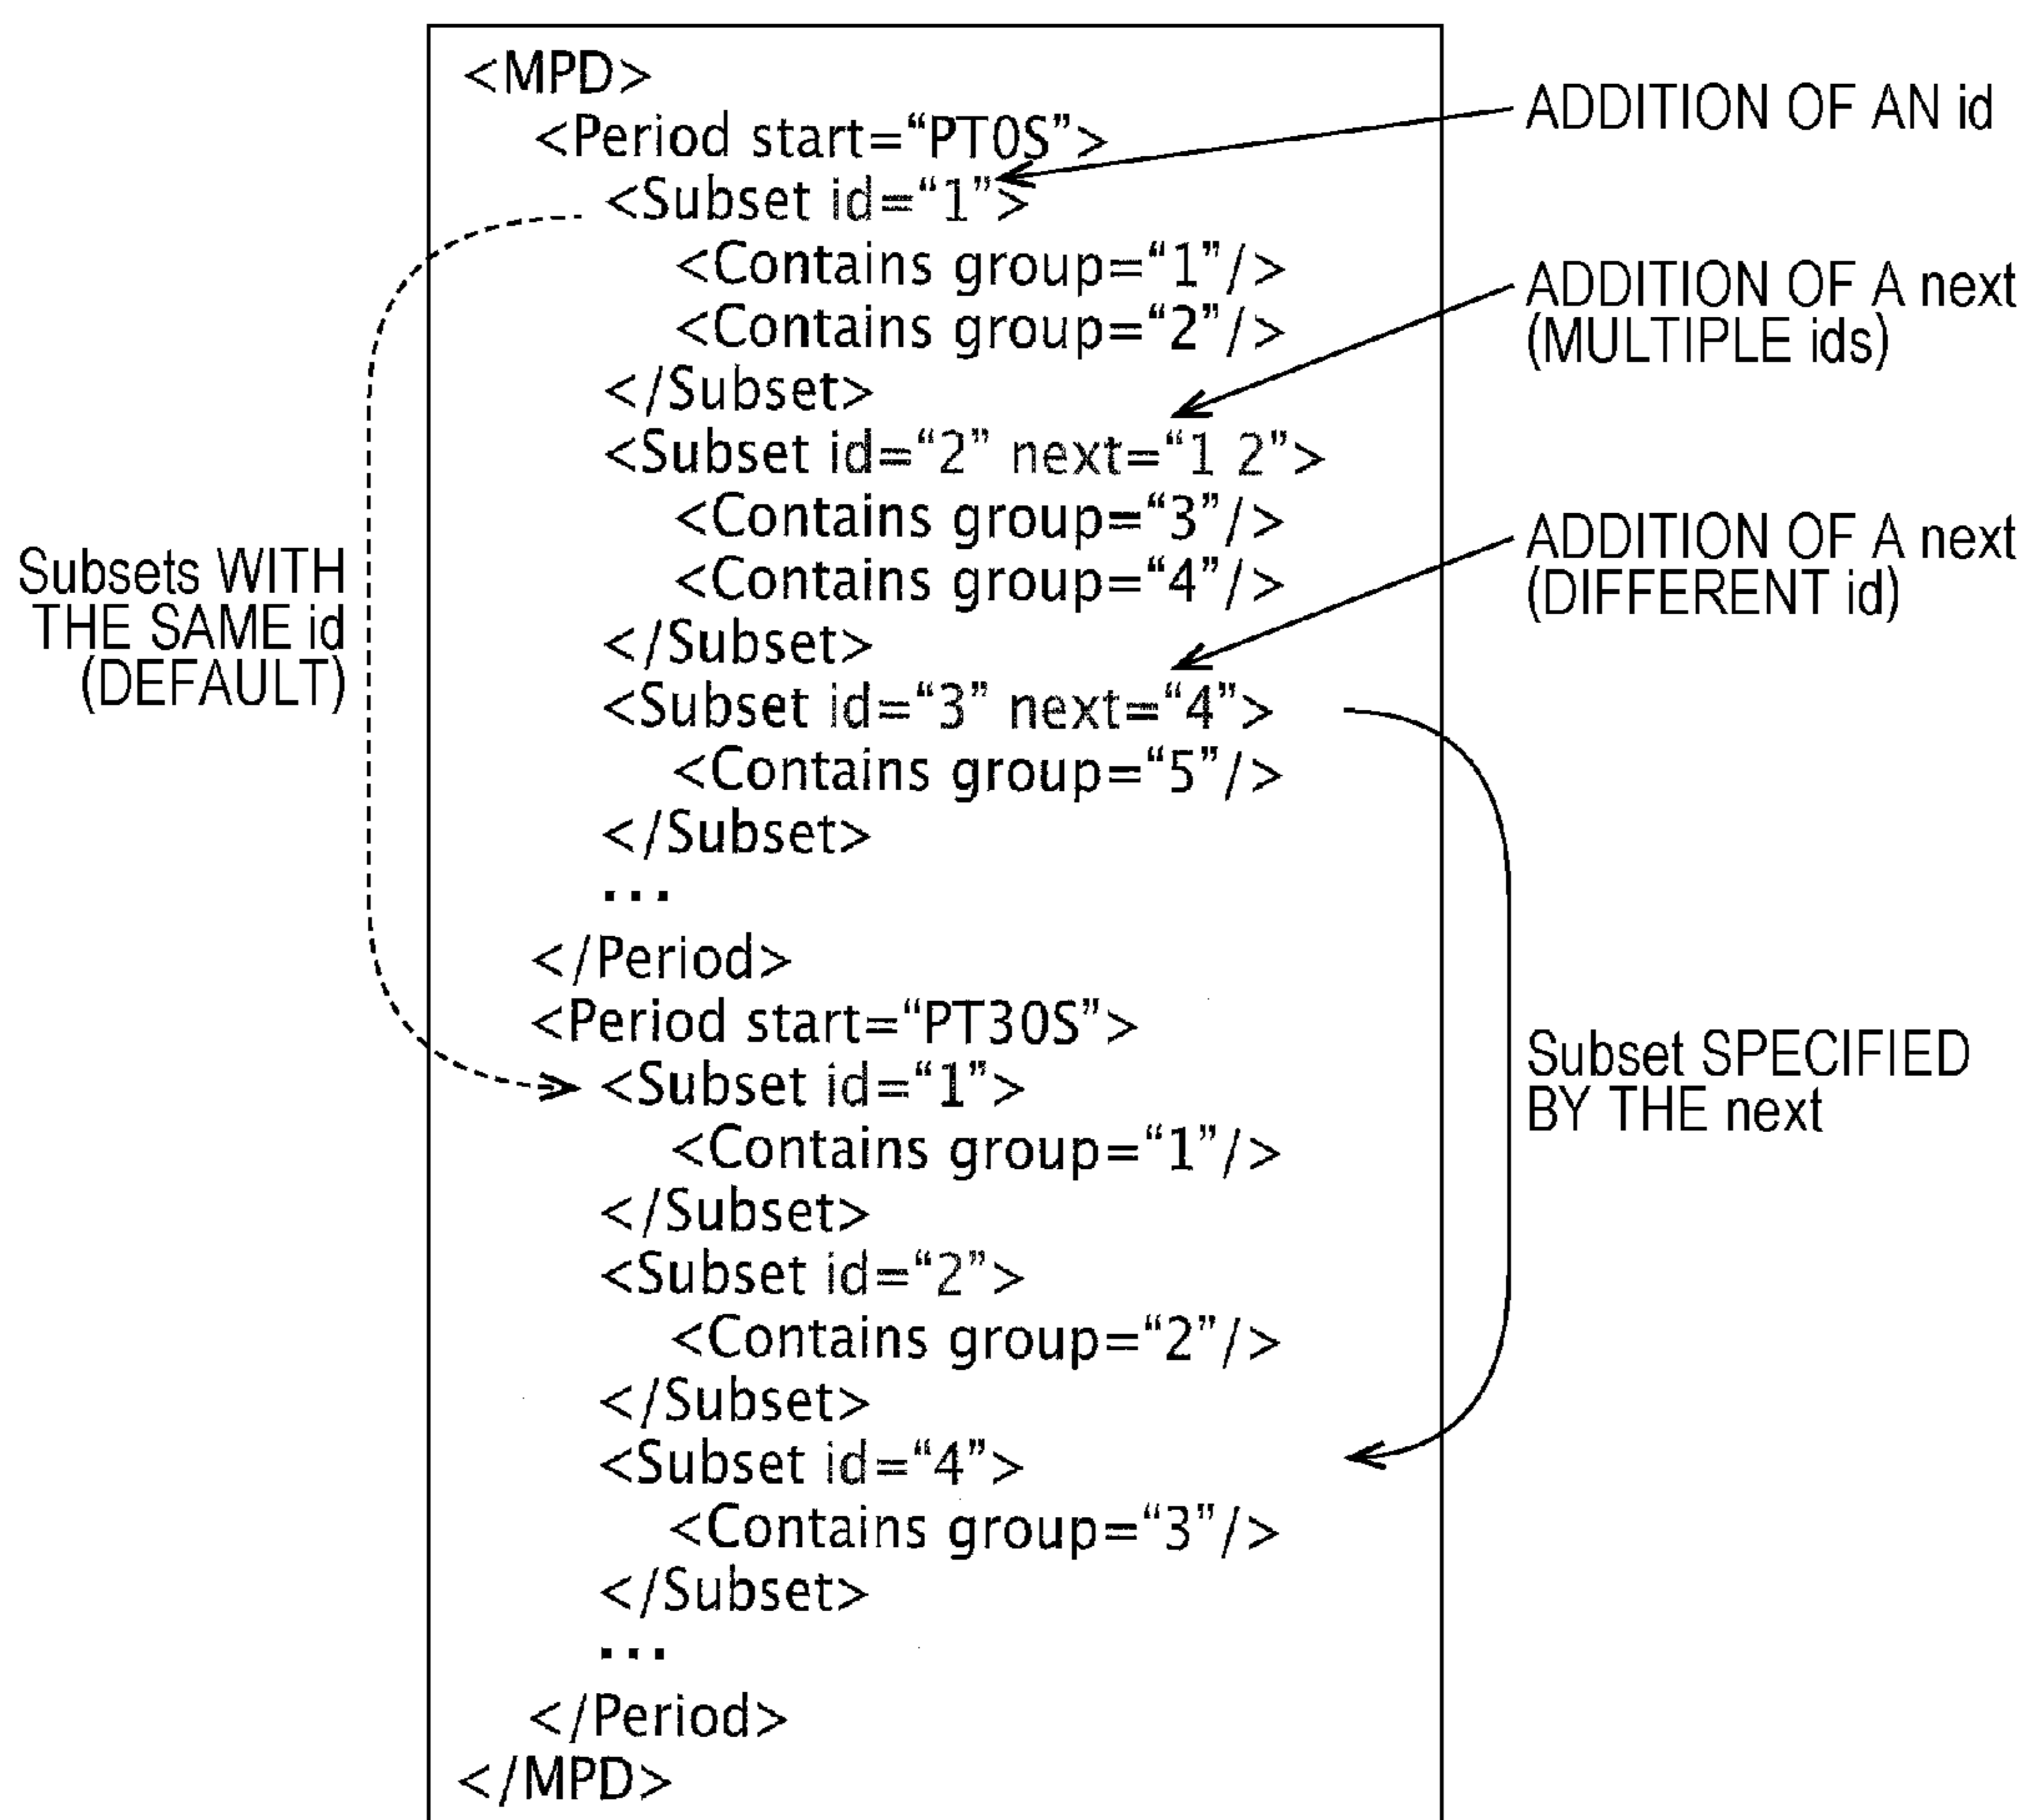 <MPD>
<Period start=“PT0S”>
<Subset id=“1”>
<Contains group=“1”/>
<Contains group=“2”/>
</Subset>
<Subset id=“2” next=“1 2”>
<Contains group=“3”/>
<Contains group=“4”/>
</Subset>
<Subset id=“3” next=“4”>
<Contains group=“5”/>
</Subset>
...
</Period>
<Period start=“PT30S”>
<Subset id=“1”>
<Contains group=“1”/>
</Subset>
<Subset id=“2”>
<Contains group=“2”/>
</Subset>
<Subset id=“4”>
<Contains group=“3”/>
</Subset>
...
</Period>
</MPD>
Subsets WITH
THE SAME id
(DEFAULT)
ADDITION OF AN id
ADDITION OF A next
(MULTIPLE ids)
ADDITION OF A next
(DIFFERENT id)
Subset SPECIFIED
BY THE next